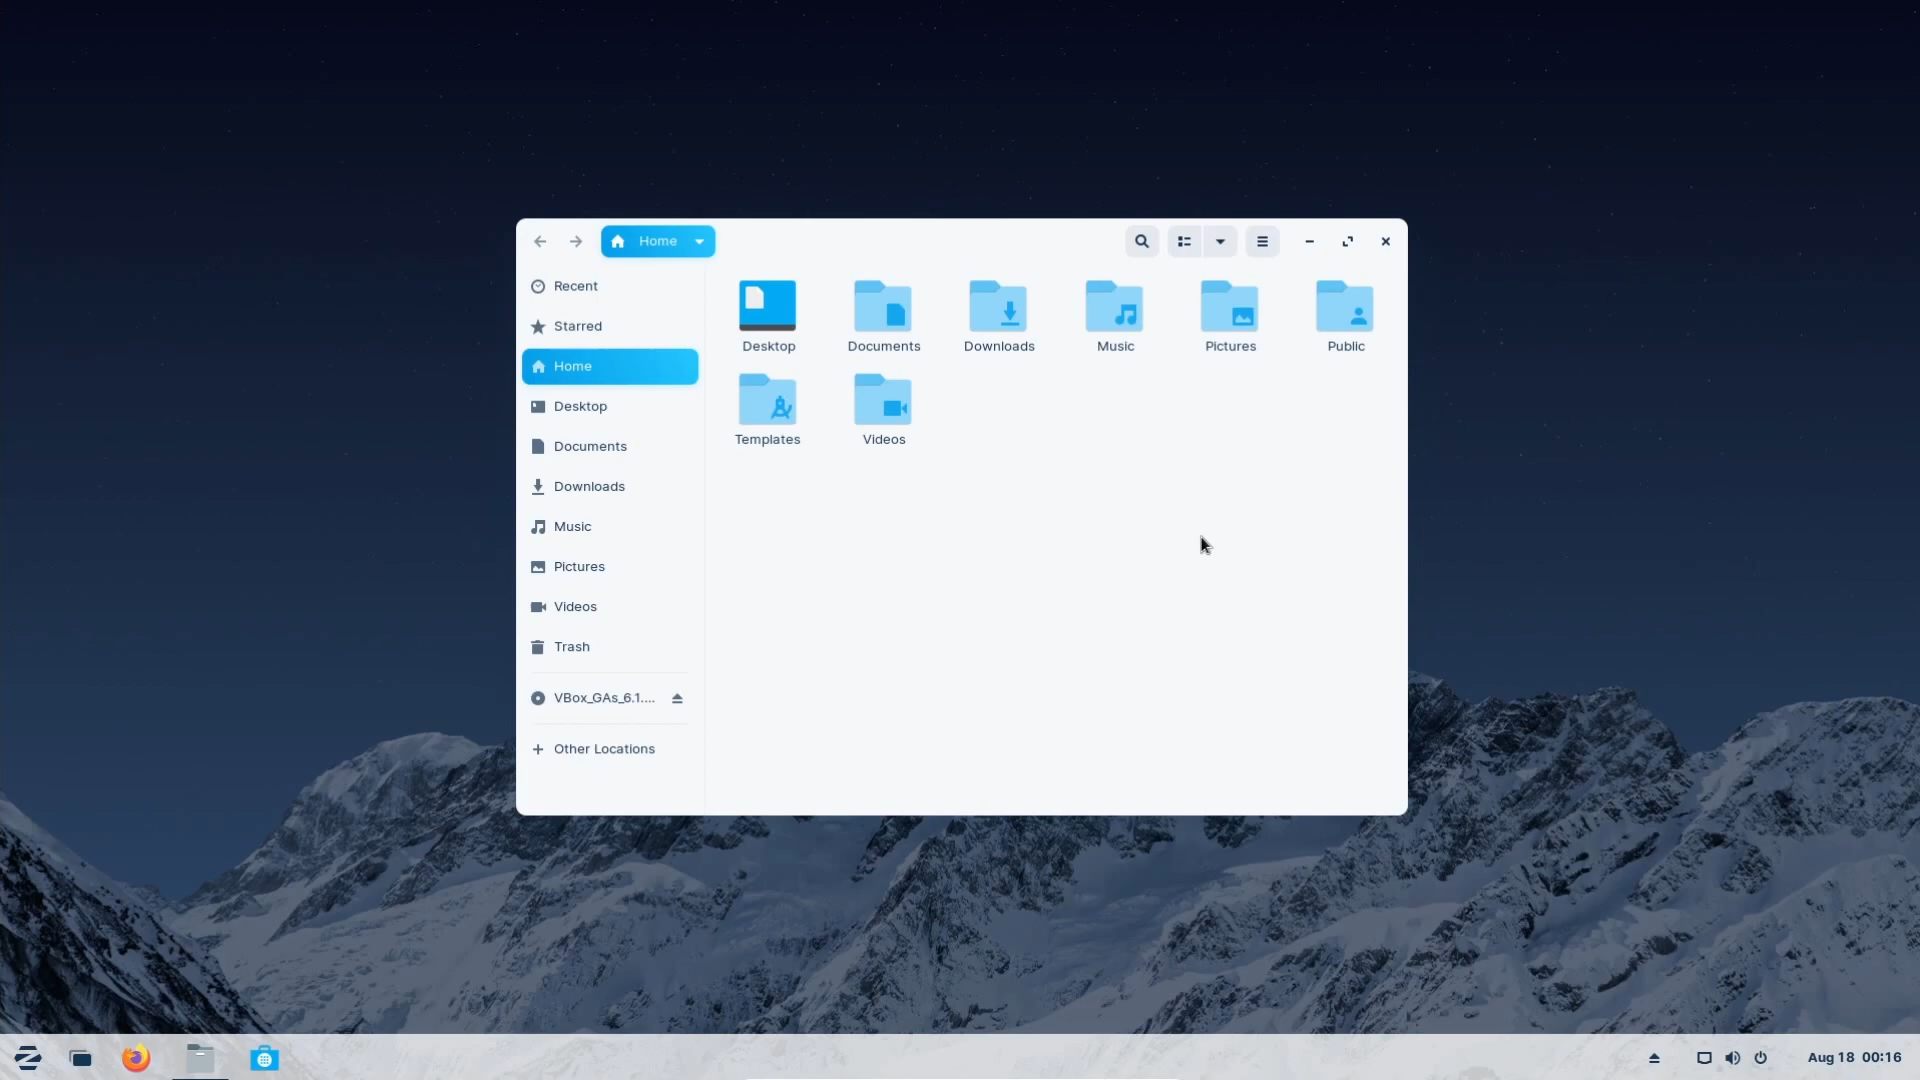 Home
Recent
Starred
Home
Desktop
Documents
Downloads
Music
Pictures
Videos
Trash
VBox_GAs_6.1....
Other Locations
Desktop
Documents
Downloads
Music
Pictures
Public
Templates
Videos
Aug 18 00:16